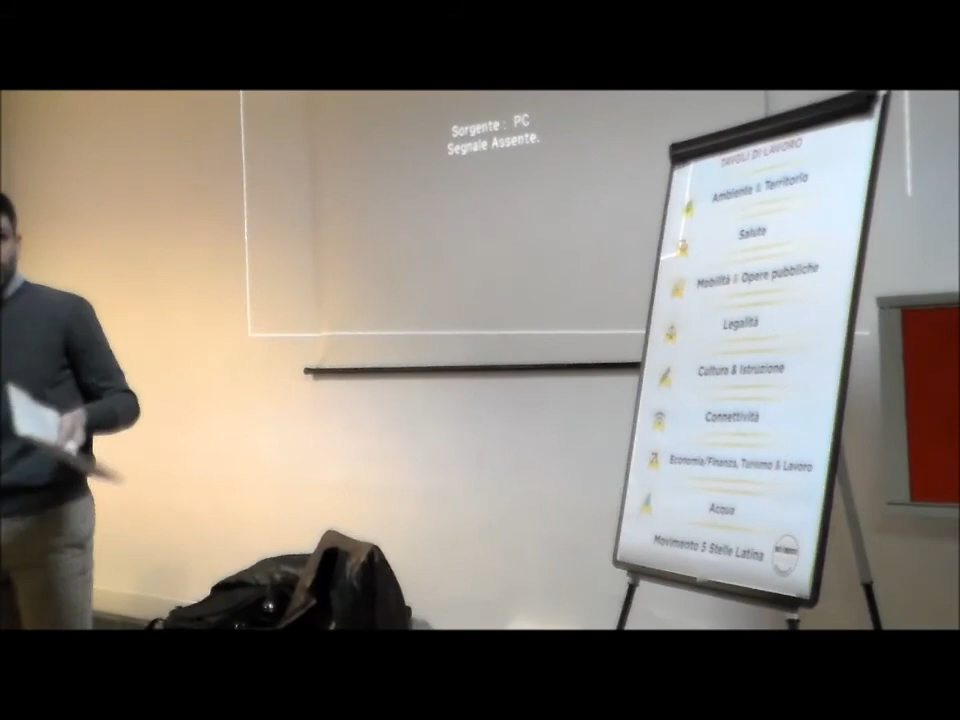 Sorgente : PC
Segnale Assente.
TAVOLI DI LAVORO
Ambiente & Territorio
Salute
Mobilità & Opere pubbliche
Legalità
Cultura & Istruzione
Connettività
Economia/Finanza, Turismo & Lavoro
Acqua
Movimento 5 Stelle Latina